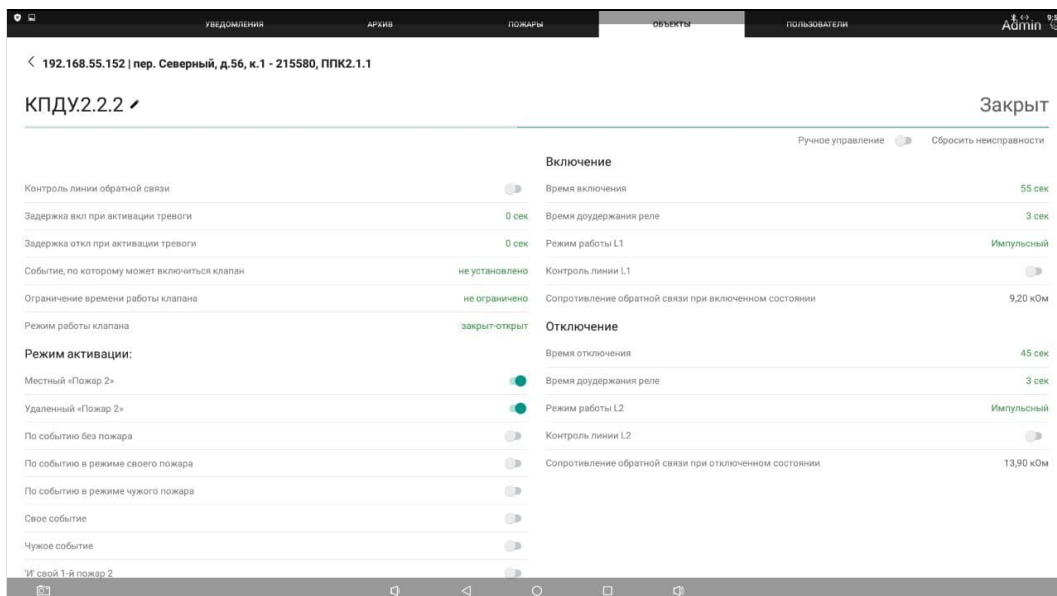 УВЕДОМЛЕНИЯ АРХИВ ПОЖАРЫ ОБЪЕКТЫ ПОЛЬЗОВАТЕЛИ Admin
192.168.55.152 | пер. Северный, д.56, к.1 - 215580, ППК2.1.1
КПДУ.2.2.2 Закрыт
Ручное управление Сбросить неисправности
Контроль линии обратной связи
Задержка вкл при активации тревоги 0 сек
Задержка откл при активации тревоги 0 сек
Событие, по которому может включиться клапан не установлено
Ограничение времени работы клапана не ограничено
Режим работы клапана закрыт-открыт
Режим активации:
Местный «Пожар 2»
Удаленный «Пожар 2»
По событию без пожара
По событию в режиме своего пожара
По событию в режиме чужого пожара
Свое событие
Чужое событие
'И' свой 1-й пожар 2
Включение
Время включения 55 сек
Время доудержания реле 3 сек
Режим работы L1 Импульсный
Контроль линии L1
Сопротивление обратной связи при включенном состоянии 9,20 кОм
Отключение
Время отключения 45 сек
Время доудержания реле 3 сек
Режим работы L2 Импульсный
Контроль линии L2
Сопротивление обратной связи при отключенном состоянии 13,90 кОм